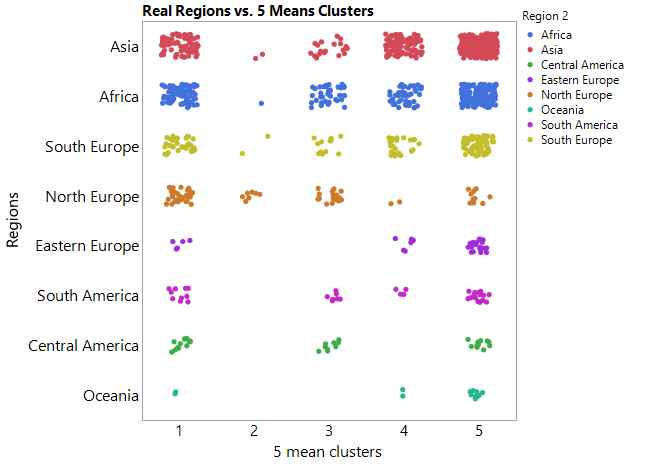 Real Regions vs. 5 Means Clusters
Region 2
Africa
Asia
Central America
Eastern Europe
North Europe
Oceania
South America
South Europe
Regions
Asia
Africa
South Europe
North Europe
Eastern Europe
South America
Central America
Oceania
1 2 3 4 5
5 mean clusters